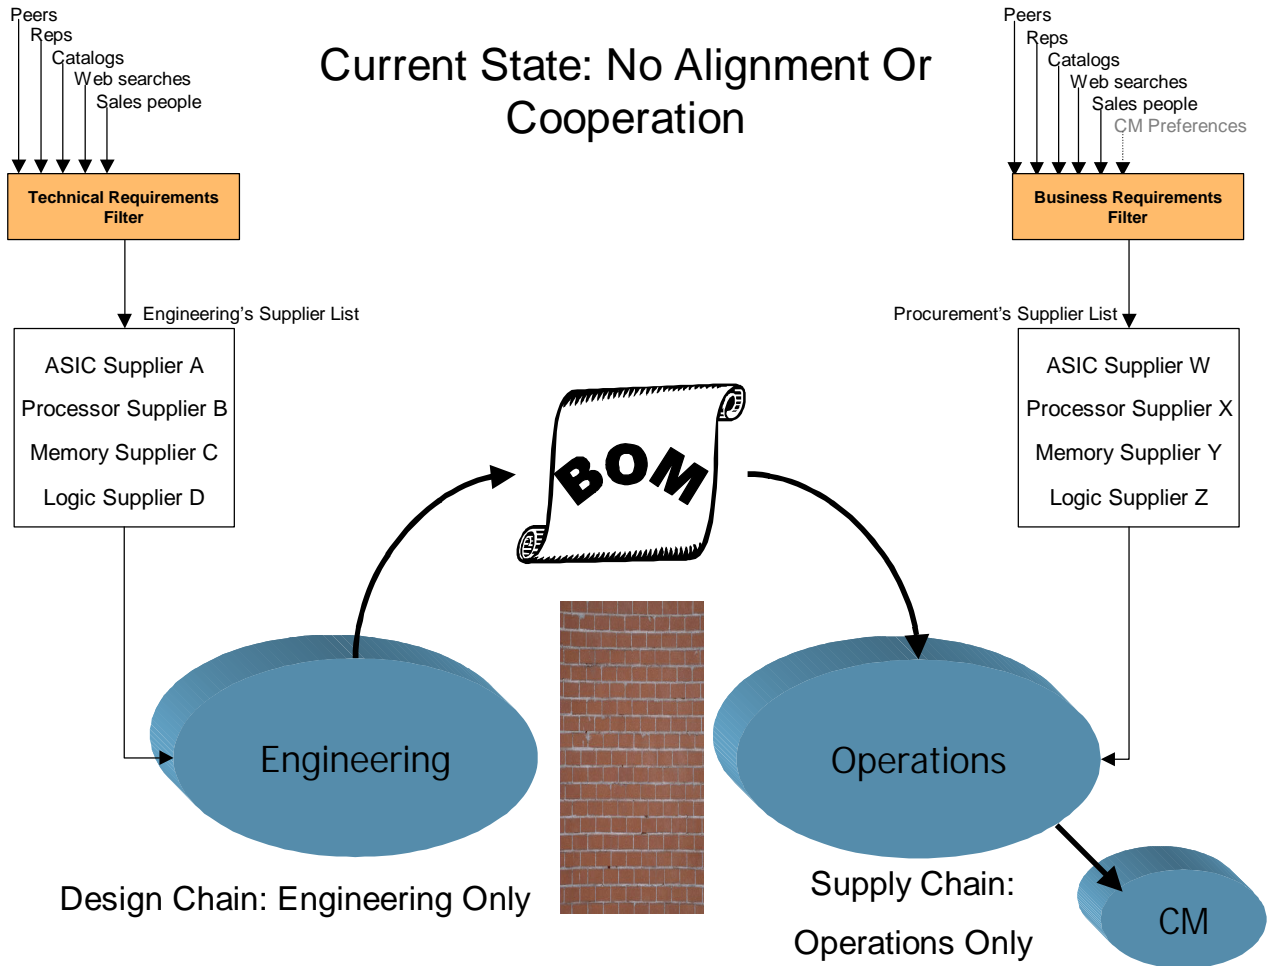 Peers
Reps
Catalogs
Web searches
Sales people
Current State: No Alignment Or
Cooperation
Peers
Reps
Catalogs
Web searches
Sales people
CM Preferences
Technical Requirements
Filter
Business Requirements
Filter
Engineering's Supplier List
Procurement's Supplier List
ASIC Supplier A
Processor Supplier B
Memory Supplier C
Logic Supplier D
ASIC Supplier W
Processor Supplier X
Memory Supplier Y
Logic Supplier Z
BOM
Engineering
Operations
Design Chain: Engineering Only
Supply Chain:
Operations Only
CM